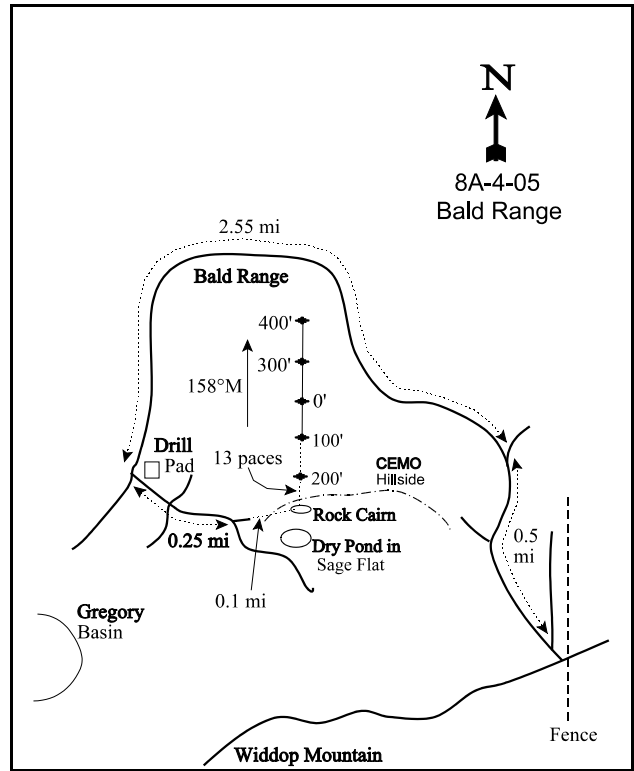 N
8A-4-05
Bald Range
2.55 mi
Bald Range
400'
300'
158°M
0'
100'
Drill
Pad
13 paces
200'
CEMO
Hillside
Rock Cairn
0.25 mi
0.5
mi
Dry Pond in
Sage Flat
0.1 mi
Gregory
Basin
Fence
Widdop Mountain